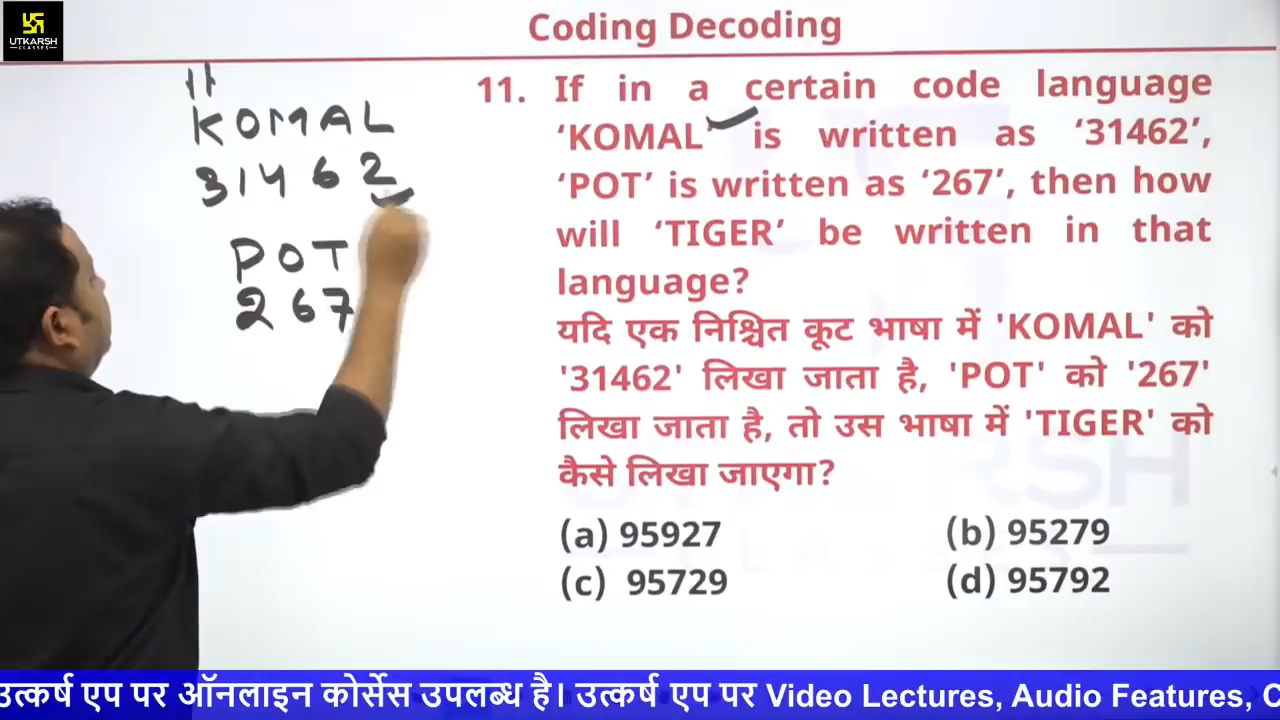 UTKARSH
CLASSES
Coding Decoding
KOMAL
31462
POT
267
11. If in a certain code language
‘KOMAL’ is written as ‘31462’,
‘POT’ is written as ‘267’, then how
will ‘TIGER’ be written in that
language?
यदि एक निश्चित कूट भाषा में 'KOMAL' को
'31462' लिखा जाता है, 'POT' को '267'
लिखा जाता है, तो उस भाषा में 'TIGER' को
कैसे लिखा जाएगा?
(a) 95927 (b) 95279
(c) 95729 (d) 95792
उत्कर्ष एप पर ऑनलाइन कोर्सेस उपलब्ध है। उत्कर्ष एप पर Video Lectures, Audio Features, C